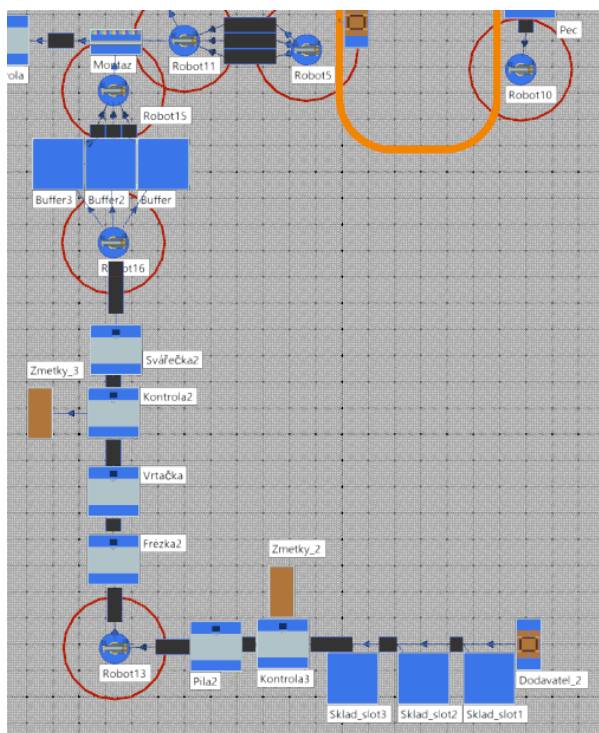 Pec
rola
Montaz
Robot11
Robot5
Robot10
Robot15
Buffer3
Buffer2
Buffer
Robot16
Svářečka2
Zmetky_3
Kontrola2
Vrtačka
Frézka2
Zmetky_2
Robot13
Pila2
Kontrola3
Dodavatel_2
Sklad_slot3
Sklad_slot2
Sklad_slot1